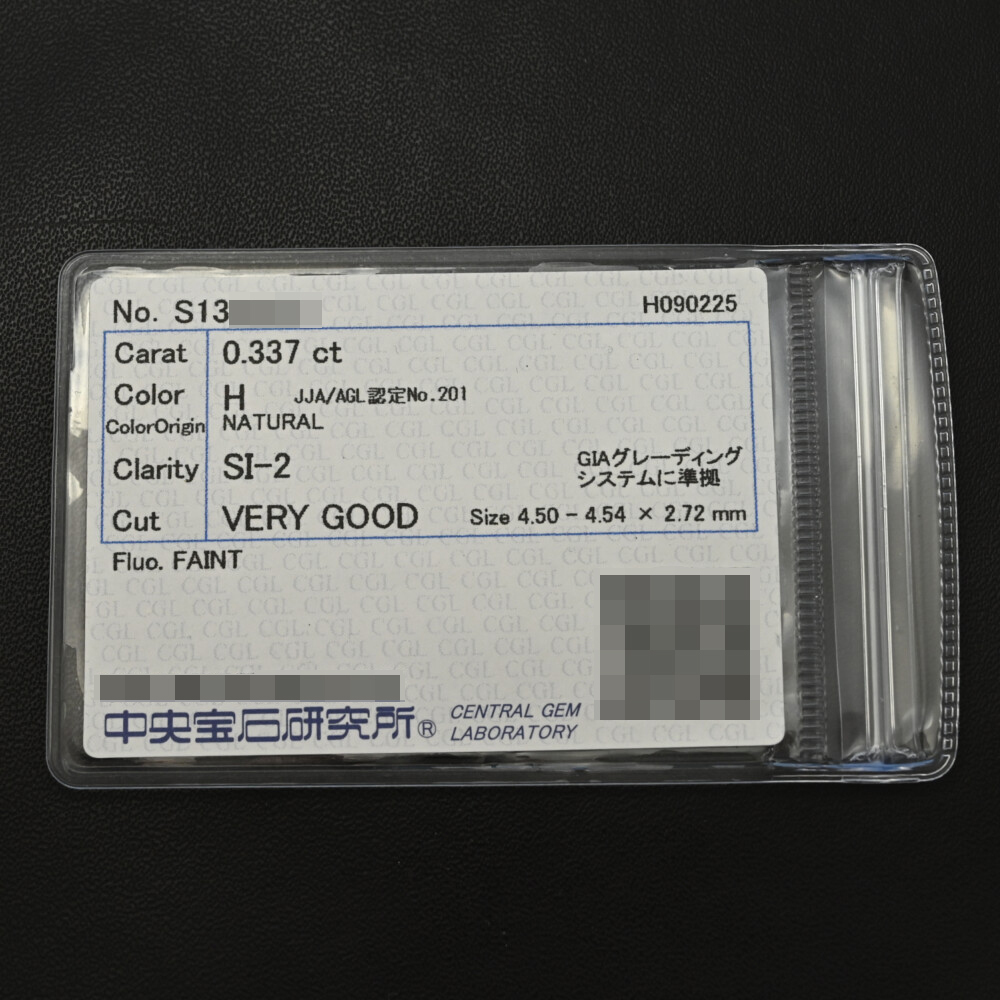 No. S13
H090225
Carat 0.337 ct
Color H JJA/AGL認定No.201
ColorOrigin NATURAL
Clarity SI-2 GIAグレーディング
システムに準拠
Cut VERY GOOD Size 4.50 - 4.54 × 2.72 mm
Fluo. FAINT
中央宝石研究所® CENTRAL GEM
LABORATORY